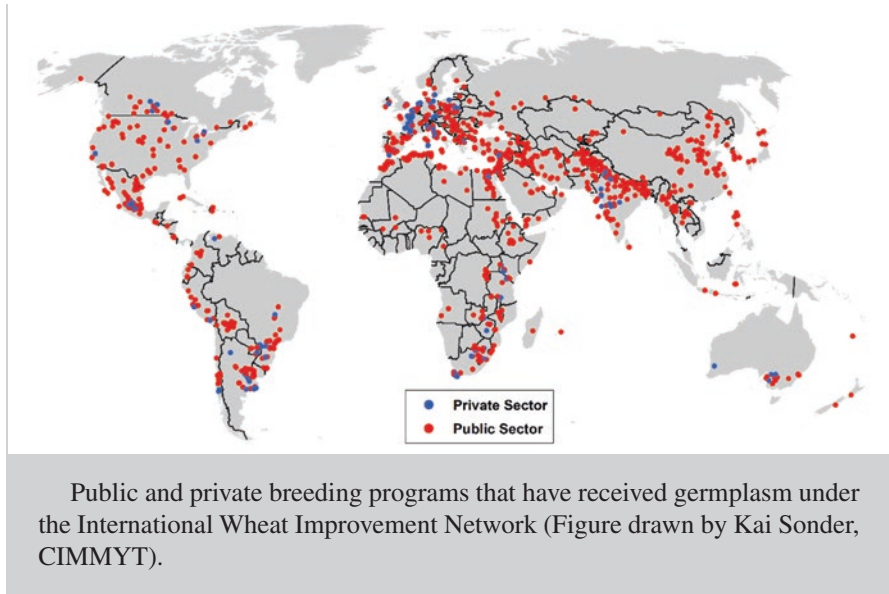 Private Sector
Public Sector
Public and private breeding programs that have received germplasm under
the International Wheat Improvement Network (Figure drawn by Kai Sonder,
CIMMYT).